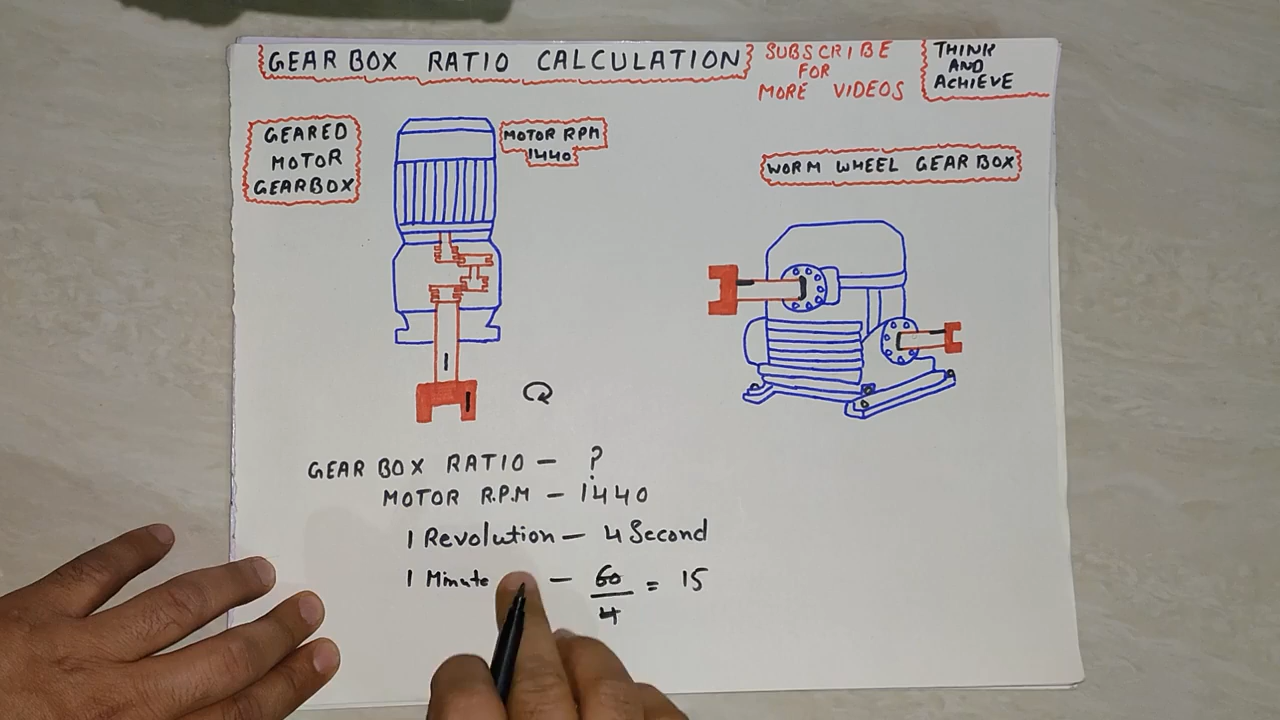 GEAR BOX RATIO CALCULATION
SUBSCRIBE
FOR
MORE VIDEOS
THINK
AND
ACHIEVE
GEARED
MOTOR
GEARBOX
MOTOR RPM
1440
WORM WHEEL GEAR BOX
GEAR BOX RATIO – ?
MOTOR R.P.M – 1440
1 Revolution – 4 Second
1 Minute – 60/4 = 15